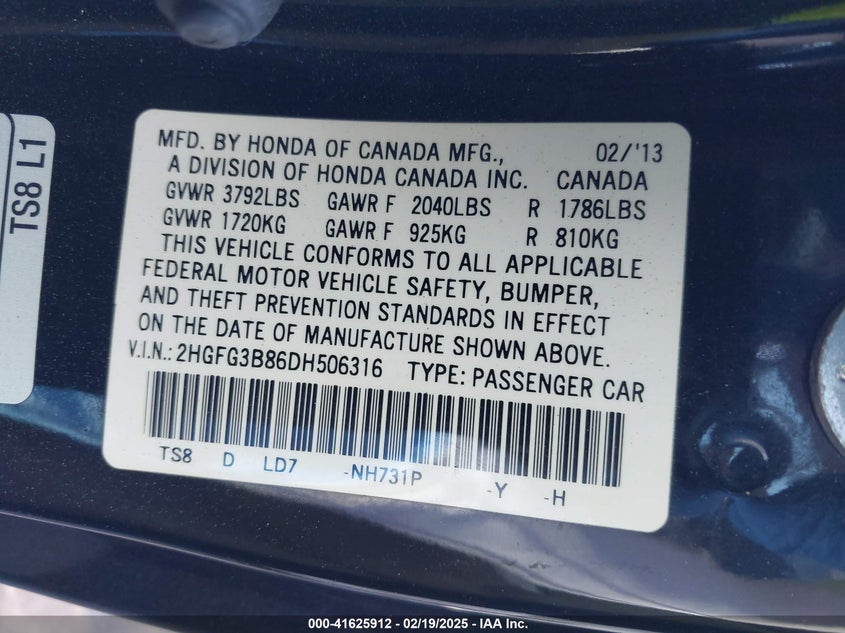 TS8 L1
MFD. BY HONDA OF CANADA MFG., 02/'13
A DIVISION OF HONDA CANADA INC. CANADA
GVWR 3792LBS GAWR F 2040LBS R 1786LBS
GVWR 1720KG GAWR F 925KG R 810KG
THIS VEHICLE CONFORMS TO ALL APPLICABLE
FEDERAL MOTOR VEHICLE SAFETY, BUMPER,
AND THEFT PREVENTION STANDARDS IN EFFECT
ON THE DATE OF MANUFACTURE SHOWN ABOVE.
V.I.N.: 2HGFG3B86DH506316 TYPE: PASSENGER CAR
TS8 D LD7 -NH731P -Y -H
000-41625912 - 02/19/2025 - IAA Inc.